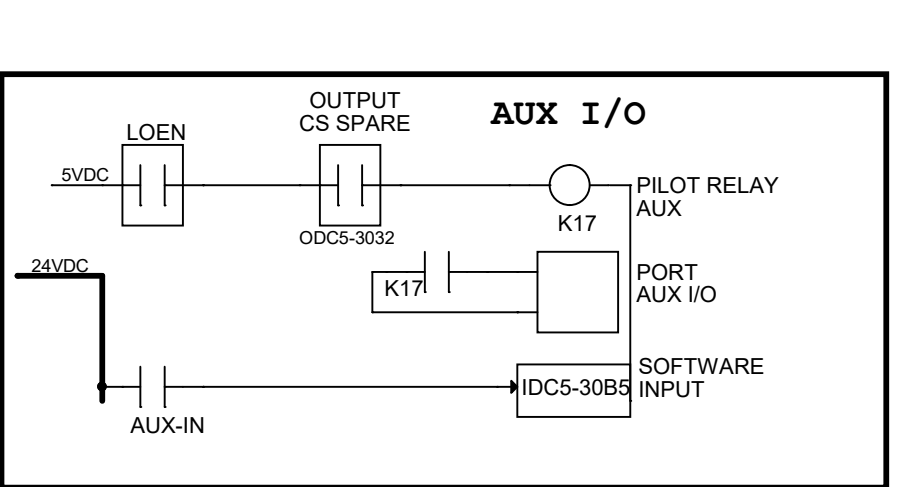 AUX I/O
OUTPUT
CS SPARE
LOEN
5VDC
ODC5-3032
K17
PILOT RELAY
AUX
24VDC
K17
PORT
AUX I/O
AUX-IN
IDC5-30B5
SOFTWARE
INPUT